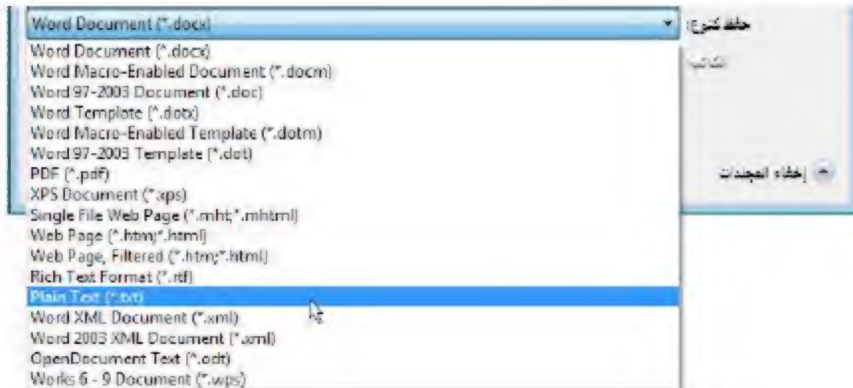 حفظ كنوع: Word Document (*.docx)
الكاتب
Word Document (*.docx)
Word Macro-Enabled Document (*.docm)
Word 97-2003 Document (*.doc)
Word Template (*.dotx)
Word Macro-Enabled Template (*.dotm)
Word 97-2003 Template (*.dot)
PDF (*.pdf)
إخفاء المجلدات
XPS Document (*.xps)
Single File Web Page (*.mht;*.mhtml)
Web Page (*.htm;*.html)
Web Page, Filtered (*.htm;*.html)
Rich Text Format (*.rtf)
Plain Text (*.txt)
Word XML Document (*.xml)
Word 2003 XML Document (*.xml)
OpenDocument Text (*.odt)
Works 6 - 9 Document (*.wps)